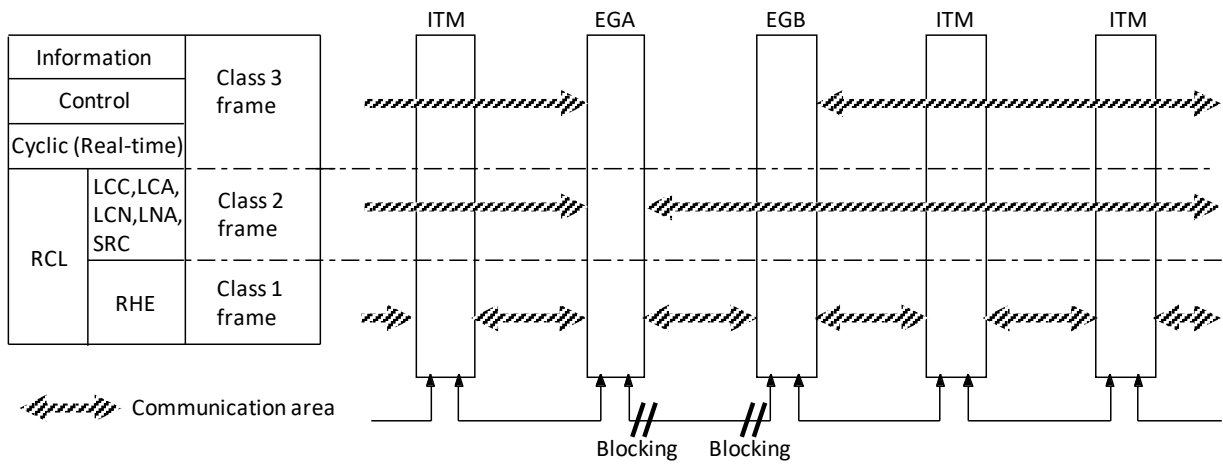 ITM EGA EGB ITM ITM
Information
Control
Cyclic (Real-time)
Class 3
frame
RCL
LCC,LCA,
LCN,LNA,
SRC
Class 2
frame
RHE
Class 1
frame
Communication area
Blocking Blocking